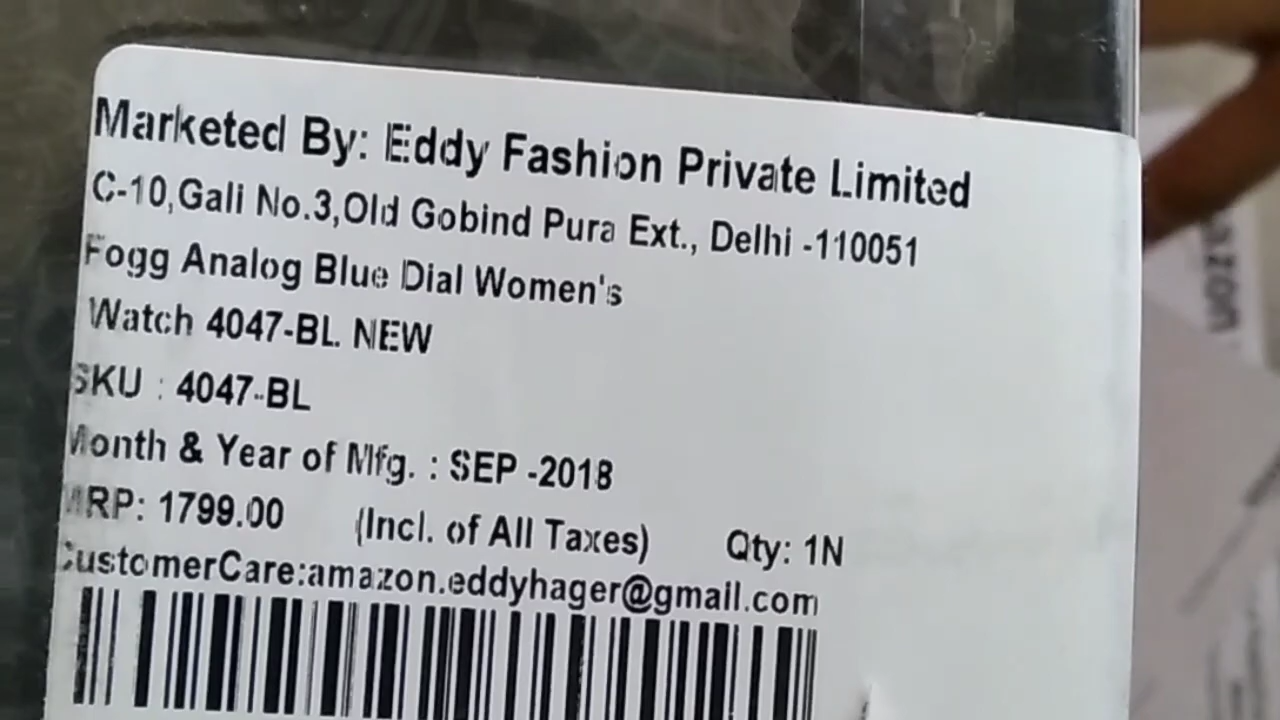 Marketed By: Eddy Fashion Private Limited
C-10,Gali No.3,Old Gobind Pura Ext., Delhi -110051
Fogg Analog Blue Dial Women's
Watch 4047-BL NEW
SKU : 4047-BL
Month & Year of Mfg. : SEP -2018
MRP: 1799.00 (Incl. of All Taxes) Qty: 1N
CustomerCare:amazon.eddyhager@gmail.com
azon